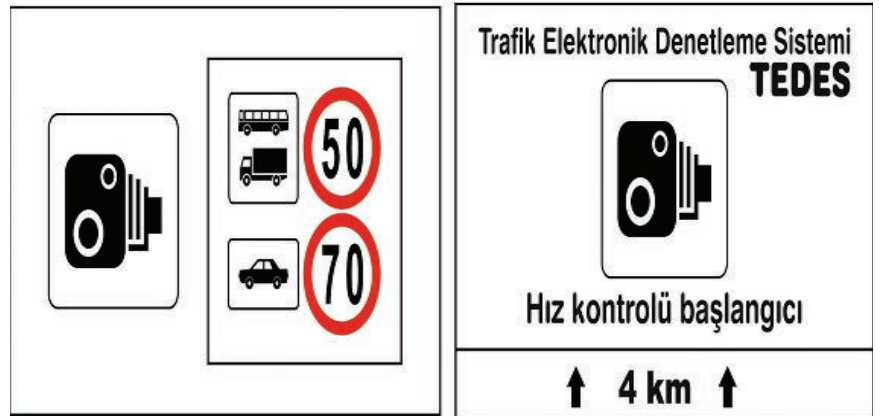 50
70
Trafik Elektronik Denetleme Sistemi
TEDES
Hız kontrolü başlangıcı
4 km